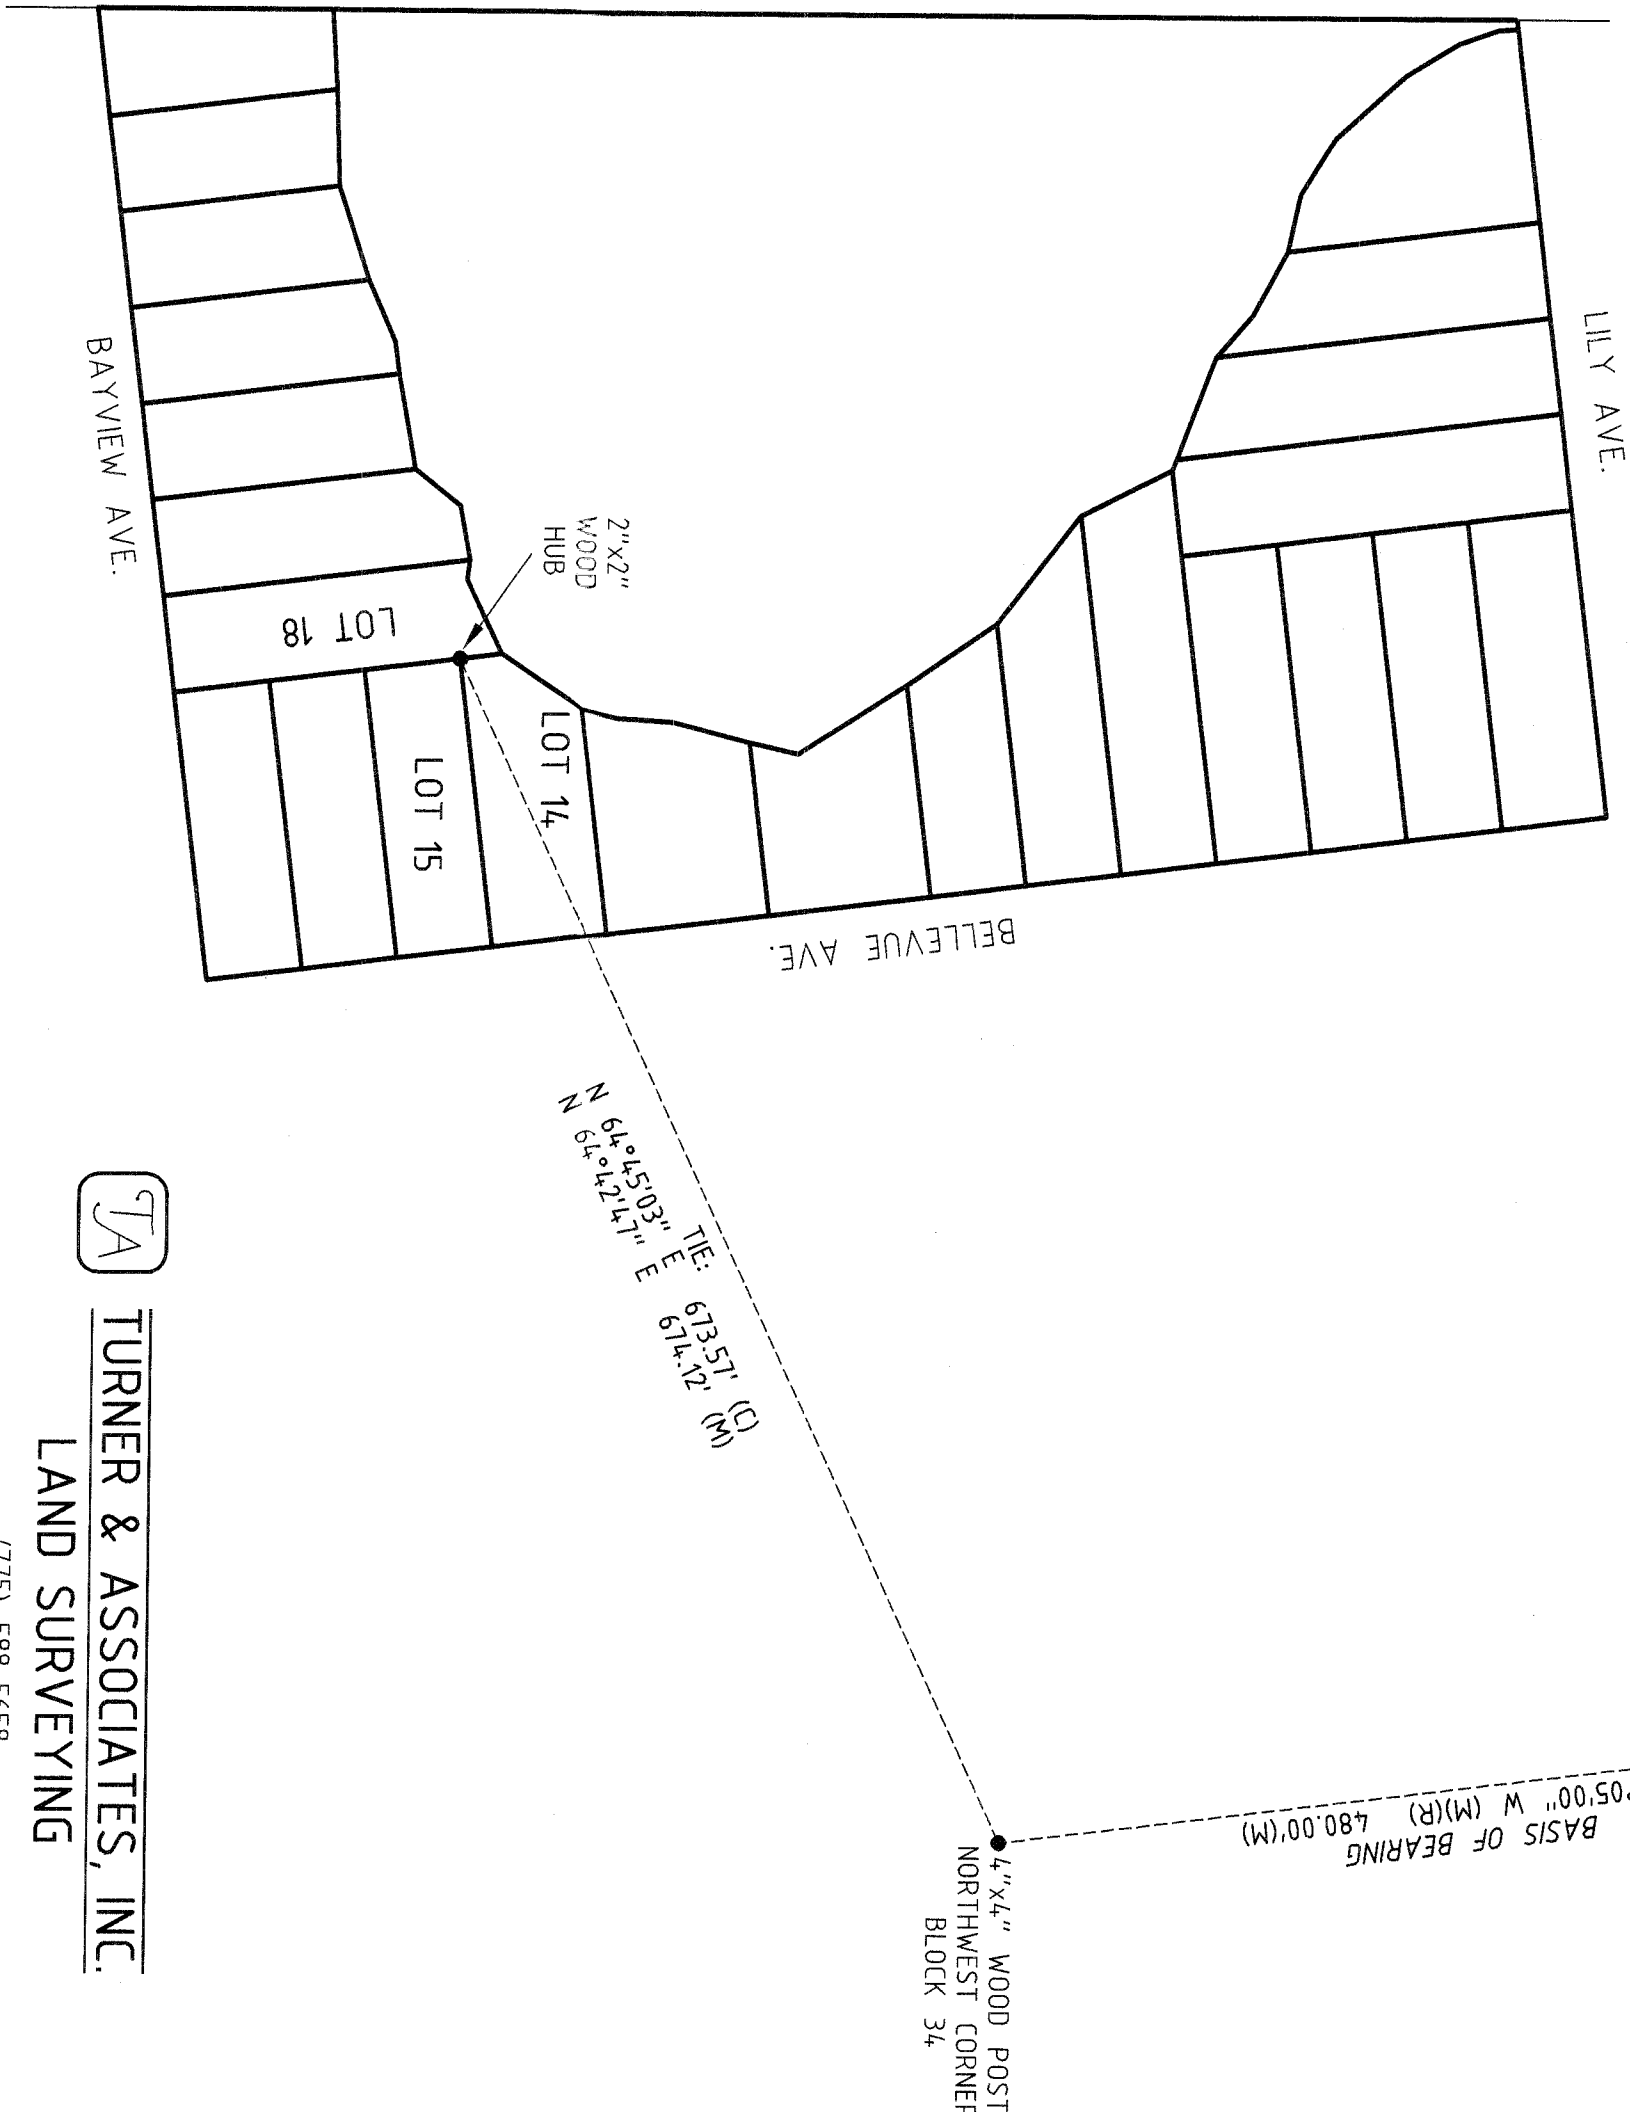 LILY AVE.
BAYVIEW AVE.
2"x2"
WOOD
HUB
LOT 18
LOT 14
LOT 15
BELLEVUE AVE.
TIE:
N 64°45'03" E 673.57' (C)
N 64°42'47" E 674.12' (M)
°05'00" W (M)(R) 480.00'(M)
BASIS OF BEARING
4"x4" WOOD POST
NORTHWEST CORNER
BLOCK 34
TA
TURNER & ASSOCIATES, INC.
LAND SURVEYING